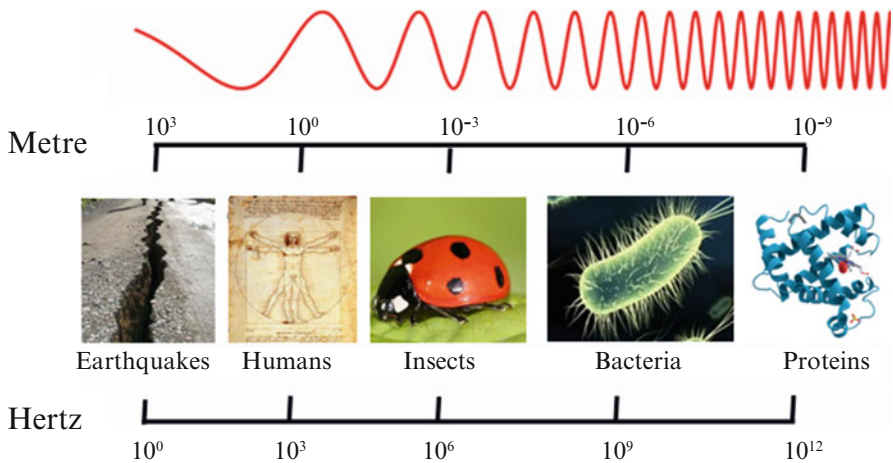 10³ 10⁰ 10⁻³ 10⁻⁶ 10⁻⁹
Metre
Earthquakes Humans Insects Bacteria Proteins
Hertz
10⁰ 10³ 10⁶ 10⁹ 10¹²